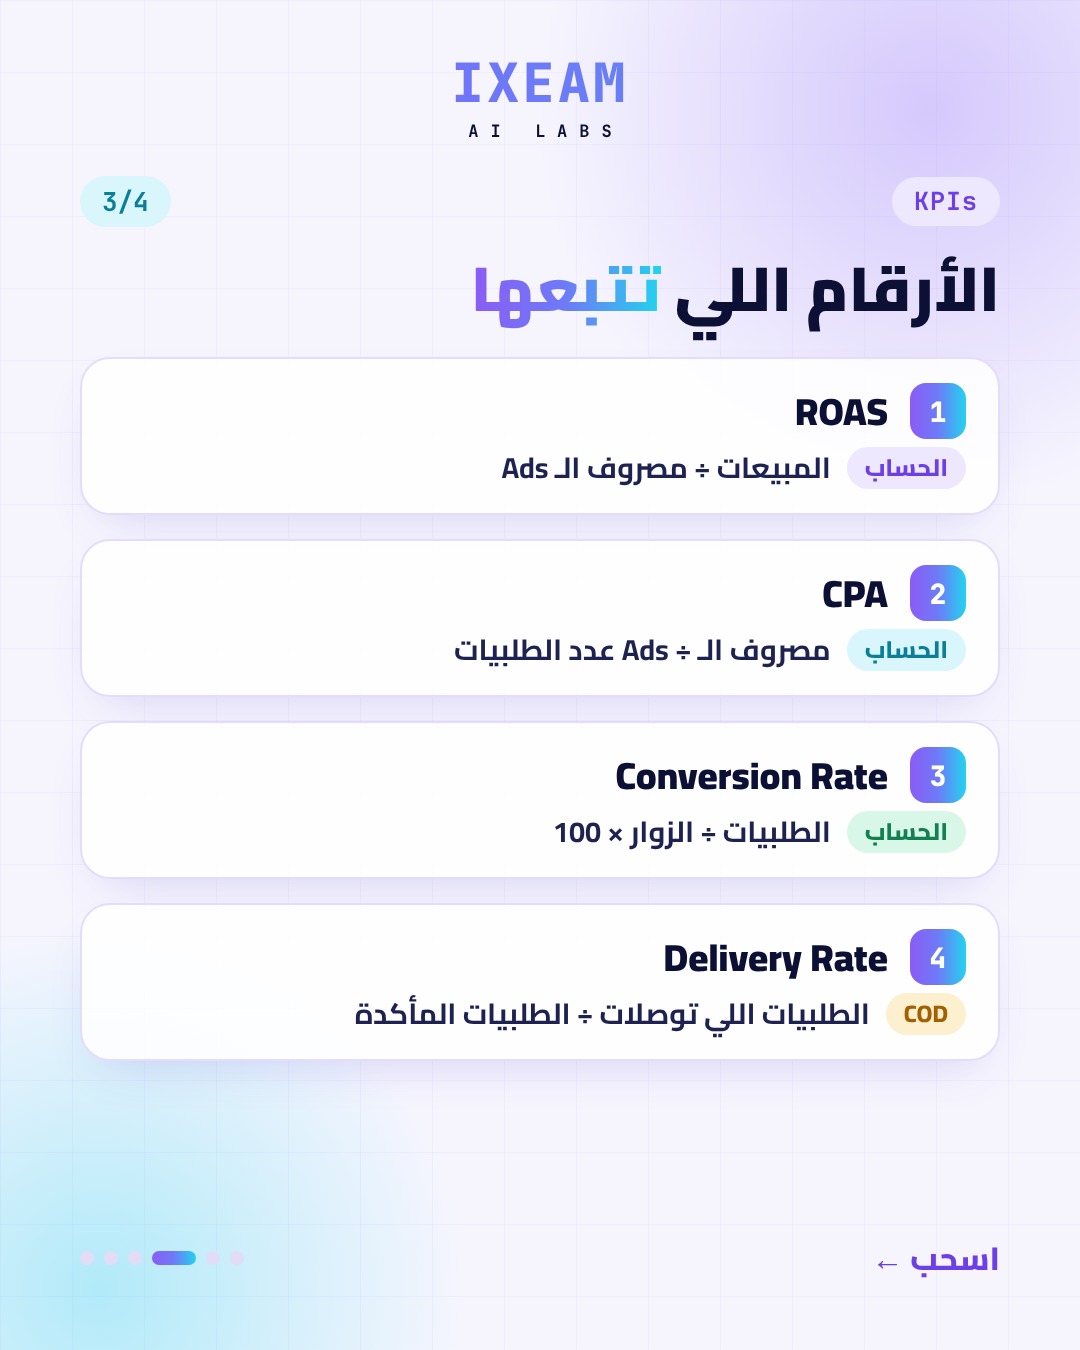 IXEAM
AI LABS
KPIs
3/4
الأرقام اللي تتبعها
1
ROAS
الحساب
المبيعات ÷ مصروف الـ Ads
2
CPA
الحساب
مصروف الـ Ads ÷ عدد الطلبيات
3
Conversion Rate
الحساب
الطلبيات ÷ الزوار × 100
4
Delivery Rate
COD
الطلبيات اللي توصلات ÷ الطلبيات المأكدة
اسحب ←